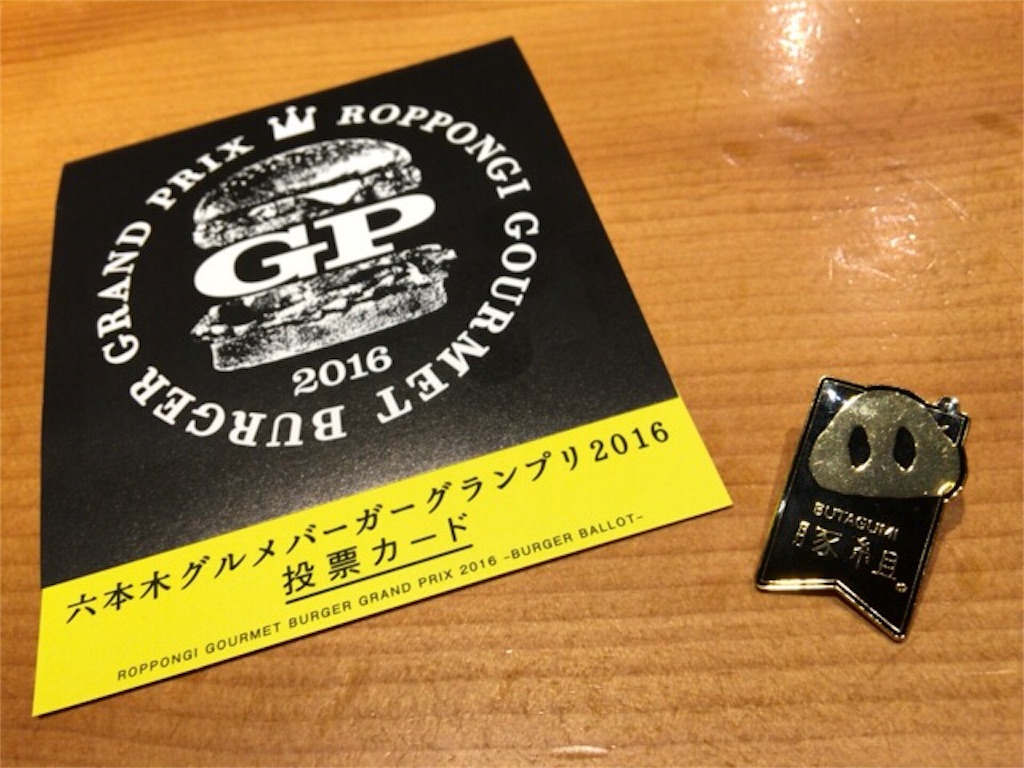 ROPPONGI GOURMET BURGER GRAND PRIX
GP
2016
六本木グルメバーガーグランプリ2016
投票カード
ROPPONGI GOURMET BURGER GRAND PRIX 2016 -BURGER BALLOT-
BUTAGUMI
豚組。